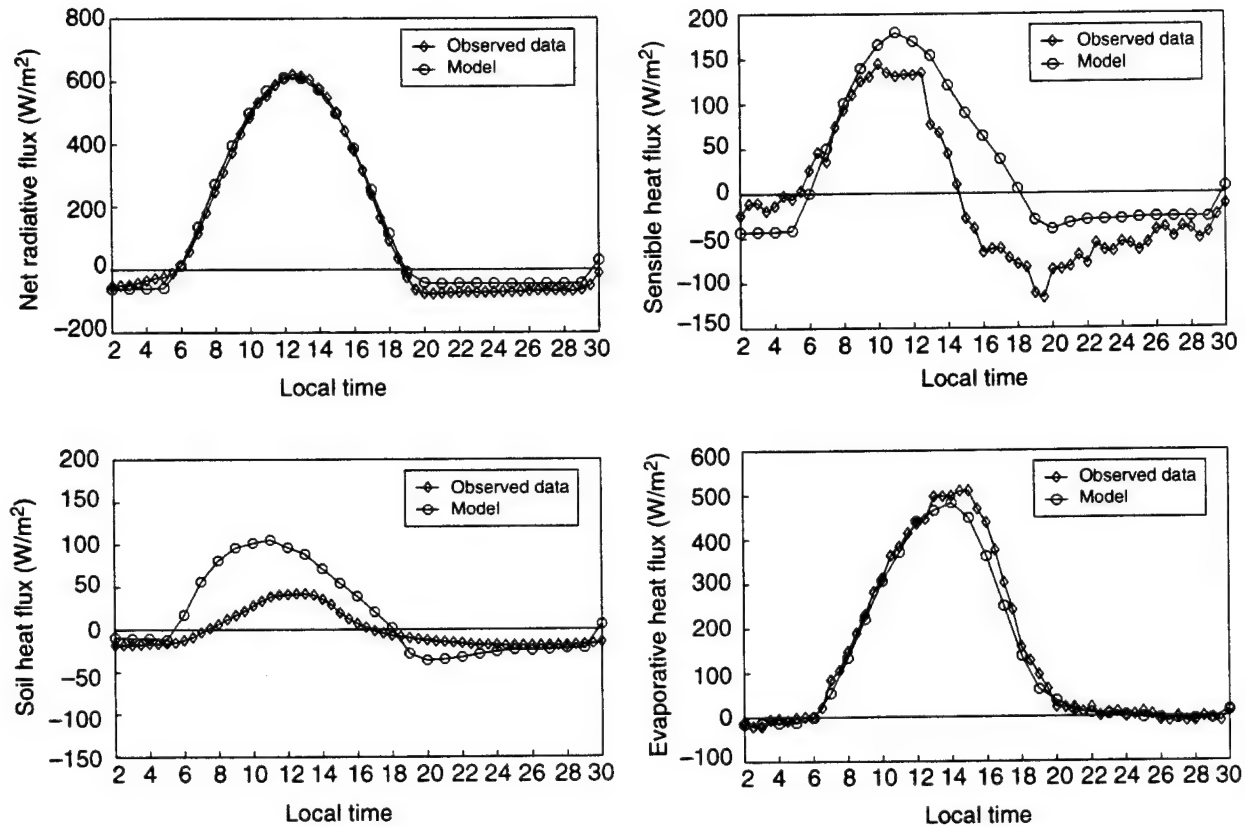 Net radiative flux (W/m²)
800
600
400
200
0
−200
Observed data
Model
2 4 6 8 10 12 14 16 18 20 22 24 26 28 30
Local time
Sensible heat flux (W/m²)
200
150
100
50
0
−50
−100
−150
Observed data
Model
2 4 6 8 10 12 14 16 18 20 22 24 26 28 30
Local time
Soil heat flux (W/m²)
200
150
100
50
0
−50
−100
−150
Observed data
Model
2 4 6 8 10 12 14 16 18 20 22 24 26 28 30
Local time
Evaporative heat flux (W/m²)
600
500
400
300
200
100
0
−100
Observed data
Model
2 4 6 8 10 12 14 16 18 20 22 24 26 28 30
Local time